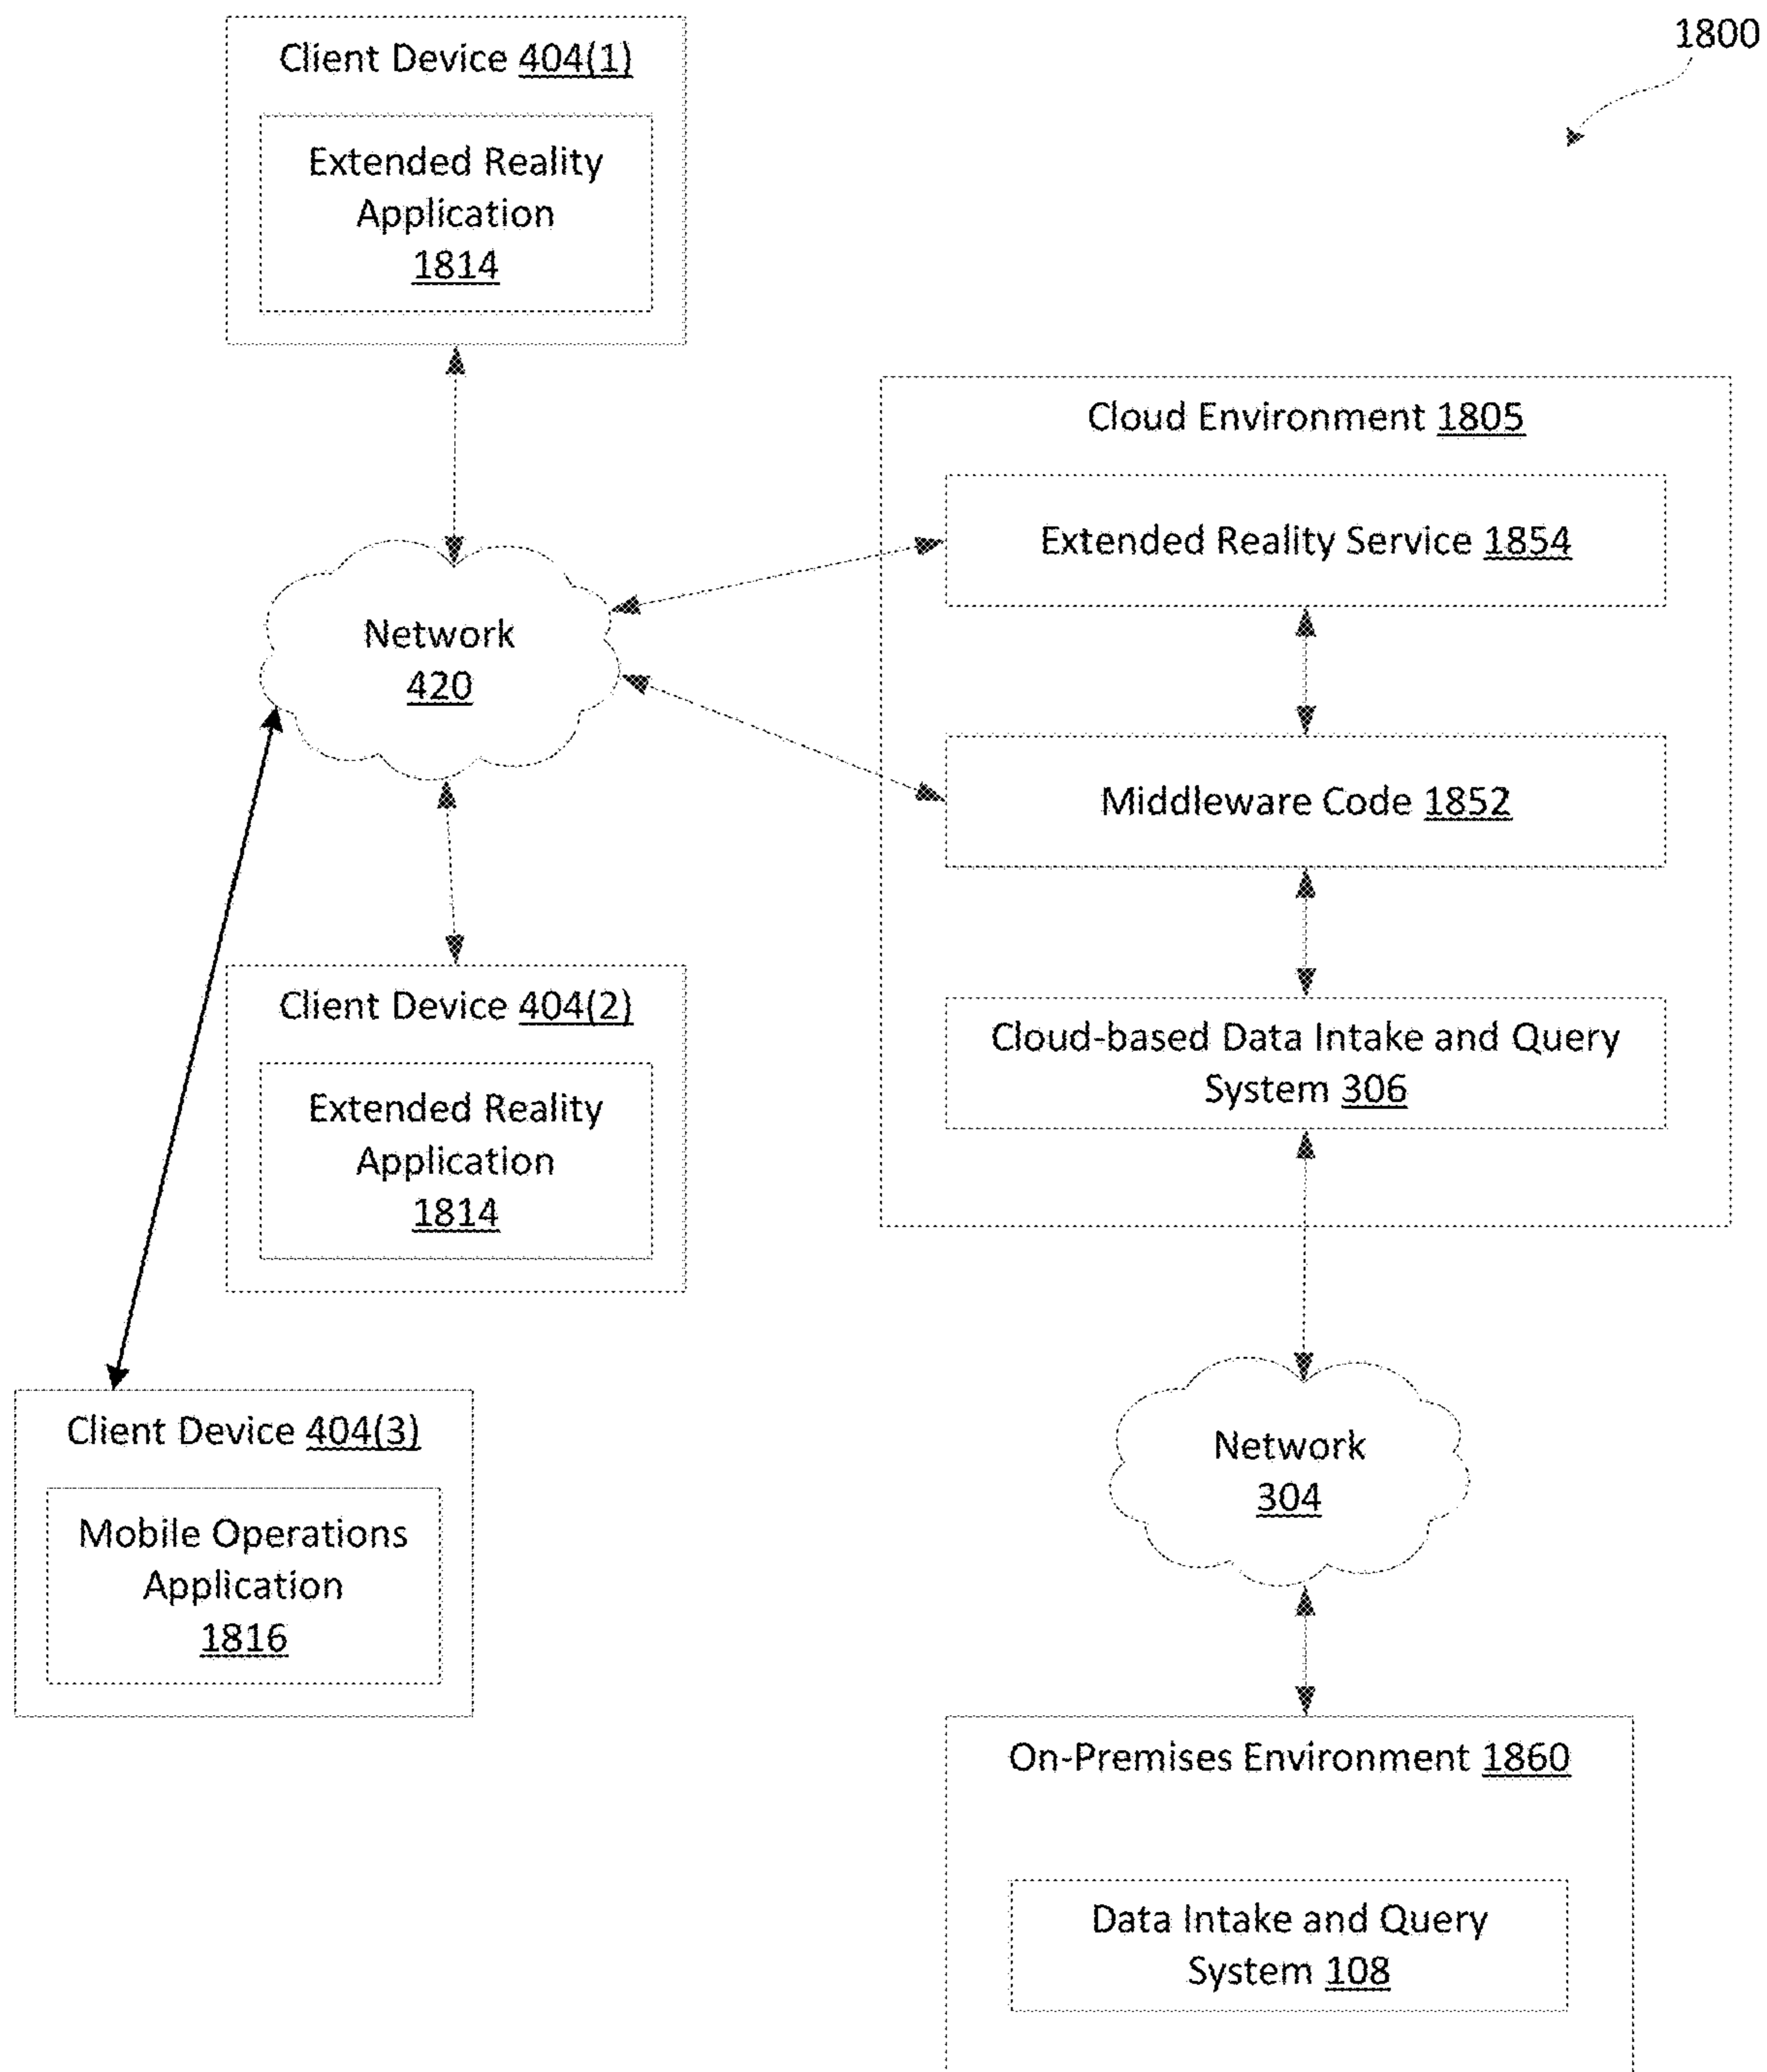 1800
Client Device 404(1)
Extended Reality
Application
1814
Cloud Environment 1805
Extended Reality Service 1854
Network
420
Middleware Code 1852
Client Device 404(2)
Extended Reality
Application
1814
Cloud-based Data Intake and Query
System 306
Client Device 404(3)
Mobile Operations
Application
1816
Network
304
On-Premises Environment 1860
Data Intake and Query
System 108